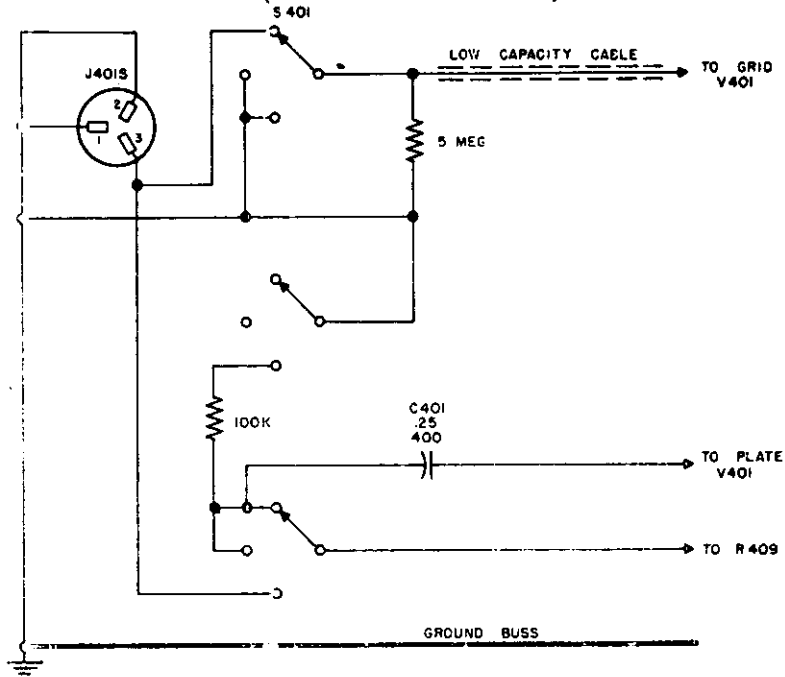 S401
J401S
2
1
3
LOW CAPACITY CABLE
TO GRID
V401
5 MEG
100K
C401
.25
400
TO PLATE
V401
TO R409
GROUND BUSS